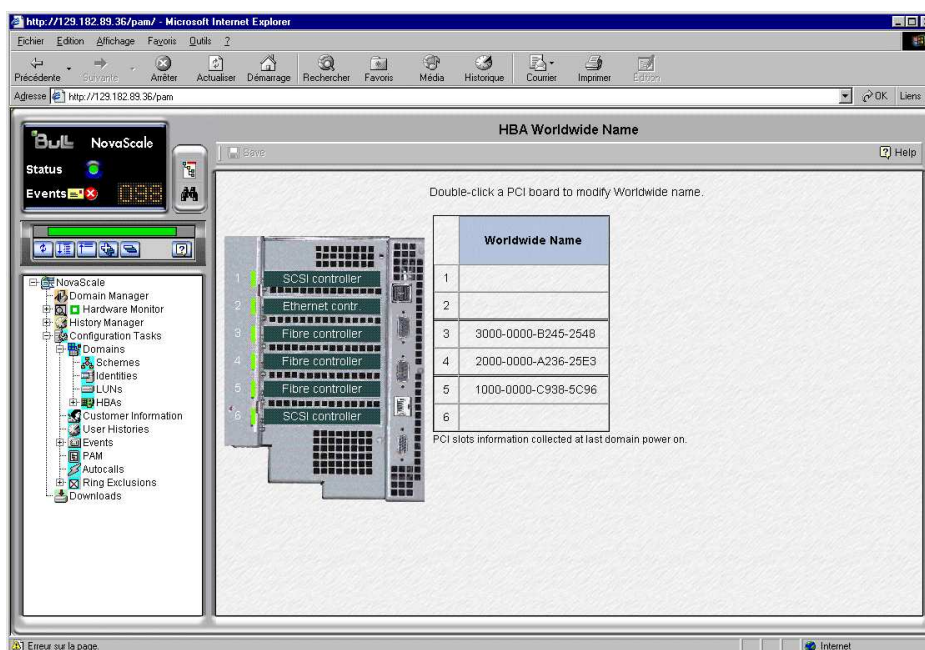 http://129.182.89.36/pam/ - Microsoft Internet Explorer
Fichier Edition Affichage Favoris Outils ?
Précédente Suivante Arrêter Actualiser Démarrage Rechercher Favoris Média Historique Courrier Imprimer Edition
Adresse http://129.182.89.36/pam OK Liens
Bull NovaScale
Status
Events 098
HBA Worldwide Name
Save Help
Double-click a PCI board to modify Worldwide name.
NovaScale
Domain Manager
Hardware Monitor
History Manager
Configuration Tasks
Domains
Schemes
Identities
LUNs
HBAs
Customer Information
User Histories
Events
PAM
Autocalls
Ring Exclusions
Downloads
1 SCSI controller
2 Ethernet contr.
3 Fibre controller
4 Fibre controller
5 Fibre controller
6 SCSI controller
Worldwide Name
1
2
3 3000-0000-B245-2548
4 2000-0000-A236-25E3
5 1000-0000-C938-5C96
6
PCI slots information collected at last domain power on.
Erreur sur la page. Internet